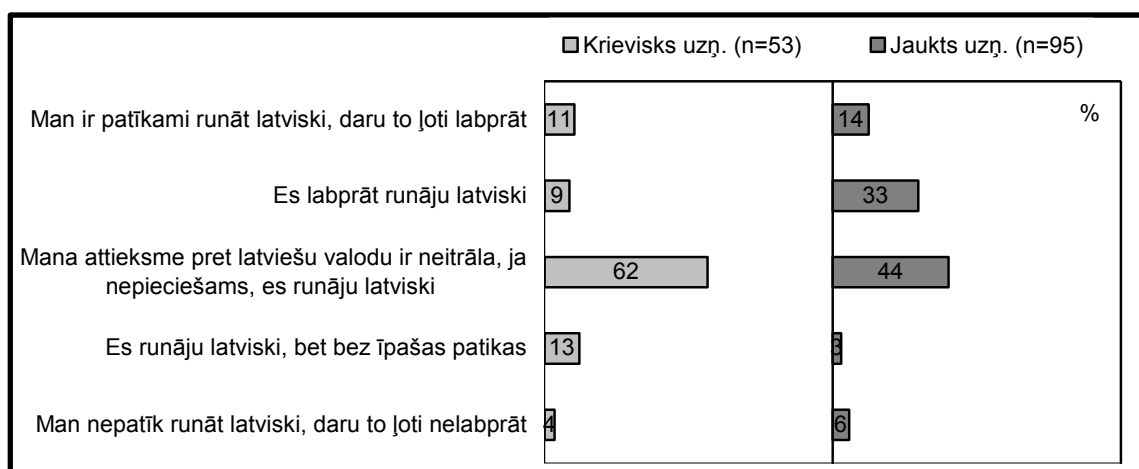 Krievisks uzņ. (n=53) Jaukts uzņ. (n=95)
%
Man ir patīkami runāt latviski, daru to ļoti labprāt 11 14
Es labprāt runāju latviski 9 33
Mana attieksme pret latviešu valodu ir neitrāla, ja
nepieciešams, es runāju latviski 62 44
Es runāju latviski, bet bez īpašas patikas 13 3
Man nepatīk runāt latviski, daru to ļoti nelabprāt 4 6